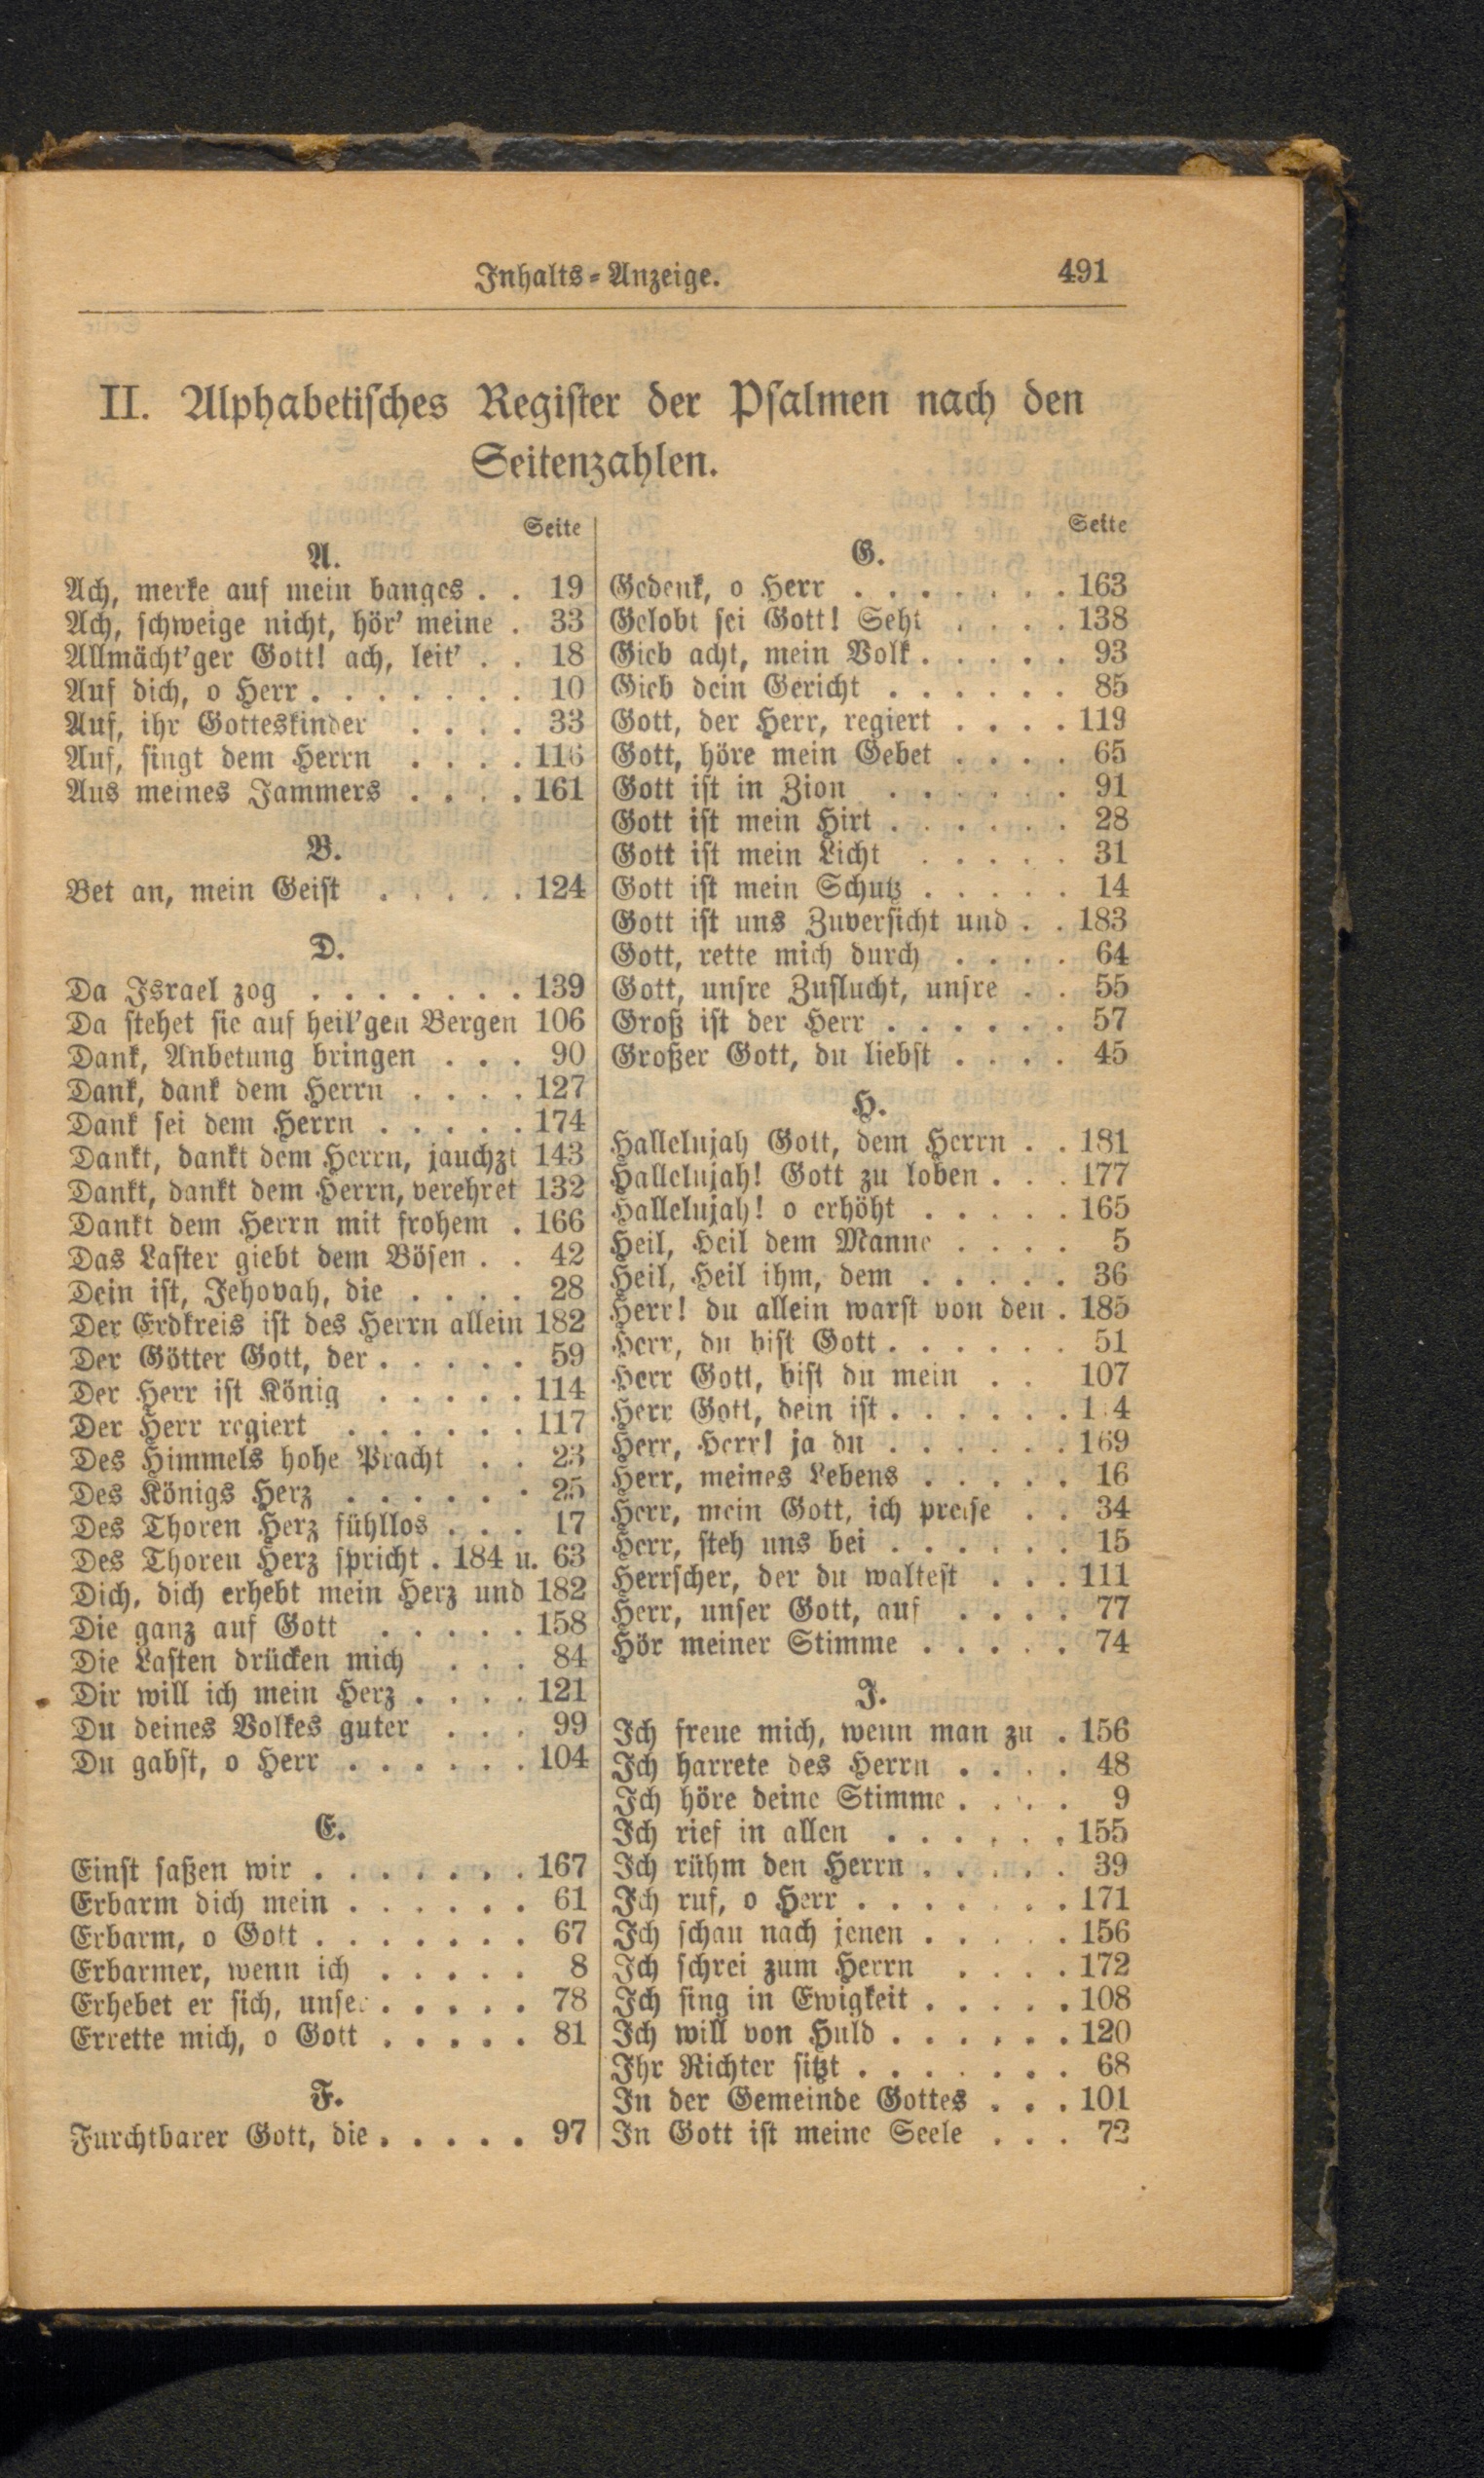 Inhalts-Anzeige. 491
II. Alphabetisches Register der Psalmen nach den
Seitenzahlen.
Seite
A.
Ach, merke auf mein banges . . 19
Ach, schweige nicht, hör' meine . 33
Allmächt'ger Gott! ach, leit' . . 18
Auf dich, o Herr . . . . . . . 10
Auf, ihr Gotteskinder . . . . 33
Auf, singt dem Herrn . . . . 116
Aus meines Jammers . . . . 161
B.
Bet an, mein Geist . . . . . 124
D.
Da Israel zog . . . . . . . 139
Da stehet sie auf heil'gen Bergen 106
Dank, Anbetung bringen . . . 90
Dank, dank dem Herrn . . . . 127
Dank sei dem Herrn . . . . . 174
Dankt, dankt dem Herrn, jauchzt 143
Dankt, dankt dem Herrn, verehret 132
Dankt dem Herrn mit frohem . 166
Das Laster giebt dem Bösen . . 42
Dein ist, Jehovah, die . . . . 28
Der Erdkreis ist des Herrn allein 182
Der Götter Gott, der . . . . . 59
Der Herr ist König . . . . . 114
Der Herr regiert . . . . . . 117
Des Himmels hohe Pracht . . 23
Des Königs Herz . . . . . . 25
Des Thoren Herz fühllos . . . 17
Des Thoren Herz spricht . 184 u. 63
Dich, dich erhebt mein Herz und 182
Die ganz auf Gott . . . . . 158
Die Lasten drücken mich . . . 84
Dir will ich mein Herz . . . . 121
Du deines Volkes guter . . . 99
Du gabst, o Herr . . . . . . 104
E.
Einst saßen wir . . . . . . . 167
Erbarm dich mein . . . . . . 61
Erbarm, o Gott . . . . . . . 67
Erbarmer, wenn ich . . . . . 8
Erhebet er sich, unser . . . . . 78
Errette mich, o Gott . . . . . 81
F.
Furchtbarer Gott, die . . . . . 97
Seite
G.
Gedenk, o Herr . . . . . . . 163
Gelobt sei Gott! Seht . . . . 138
Gieb acht, mein Volk . . . . . 93
Gieb dein Gericht . . . . . . 85
Gott, der Herr, regiert . . . . 119
Gott, höre mein Gebet . . . . 65
Gott ist in Zion . . . . . . 91
Gott ist mein Hirt . . . . . . 28
Gott ist mein Licht . . . . . 31
Gott ist mein Schutz . . . . . 14
Gott ist uns Zuversicht und . . 183
Gott, rette mich durch . . . . 64
Gott, unsre Zuflucht, unsre . . 55
Groß ist der Herr . . . . . . 57
Großer Gott, du liebst . . . . 45
H.
Hallelujah Gott, dem Herrn . . 181
Hallelujah! Gott zu loben . . . 177
Hallelujah! o erhöht . . . . . 165
Heil, Heil dem Manne . . . . 5
Heil, Heil ihm, dem . . . . . 36
Herr! du allein warst von den . 185
Herr, du bist Gott . . . . . . 51
Herr Gott, bist du mein . . 107
Herr Gott, dein ist . . . . . .
Herr, Herr! ja du . . . . . . 169
Herr, meines Lebens . . . . . 16
Herr, mein Gott, ich preise . . 34
Herr, steh uns bei . . . . . . 15
Herrscher, der du waltest . . . 111
Herr, unser Gott, auf . . . . 77
Hör meiner Stimme . . . . . 74
I.
Ich freue mich, wenn man zu . 156
Ich harrete des Herrn . . . . 48
Ich höre deine Stimme . . . . 9
Ich rief in allen . . . . . . 155
Ich rühm den Herrn . . . . . 39
Ich ruf, o Herr . . . . . . . 171
Ich schau nach jenen . . . . . 156
Ich schrei zum Herrn . . . . 172
Ich sing in Ewigkeit . . . . . 108
Ich will von Huld . . . . . . 120
Ihr Richter sitzt . . . . . . . 68
In der Gemeinde Gottes . . . 101
In Gott ist meine Seele . . . 72